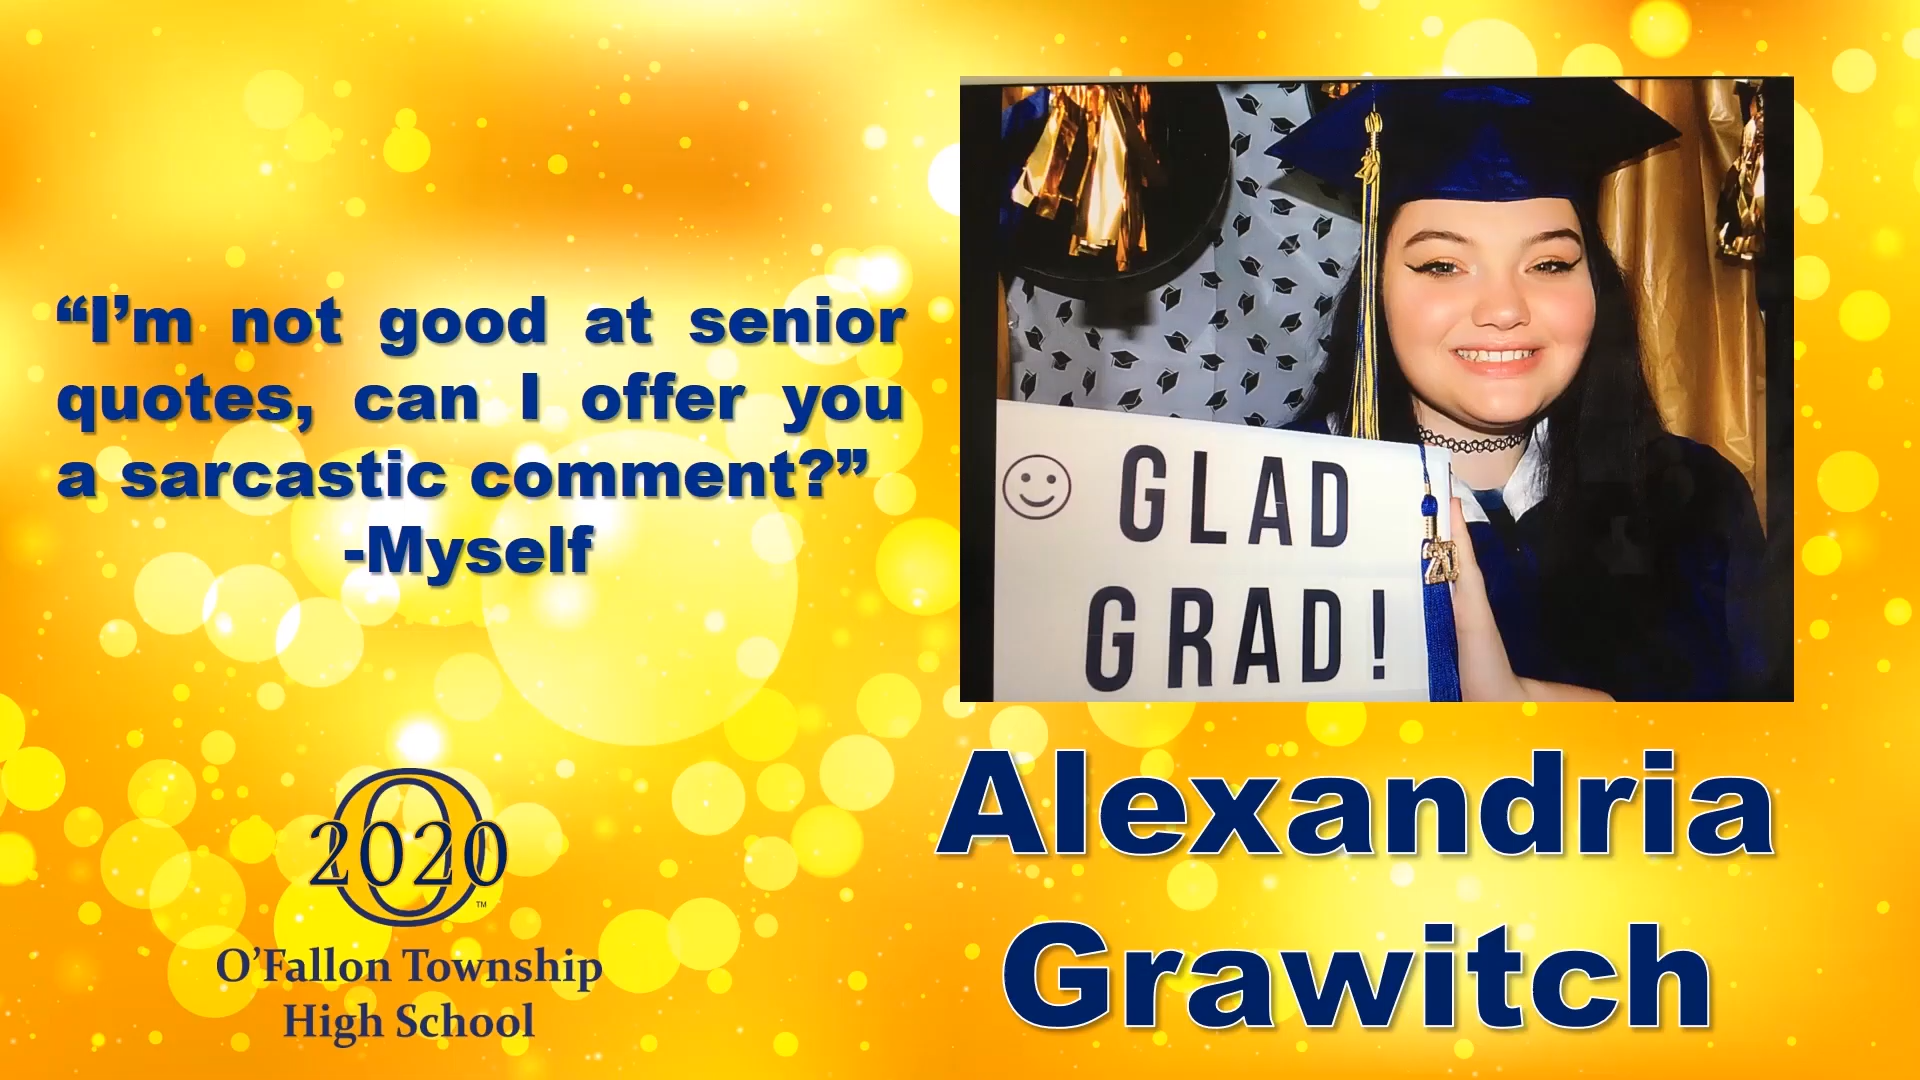 “I’m not good at senior
quotes, can I offer you
a sarcastic comment?”
-Myself
GLAD
GRAD!
20
2020
TM
O’Fallon Township
High School
Alexandria
Grawitch